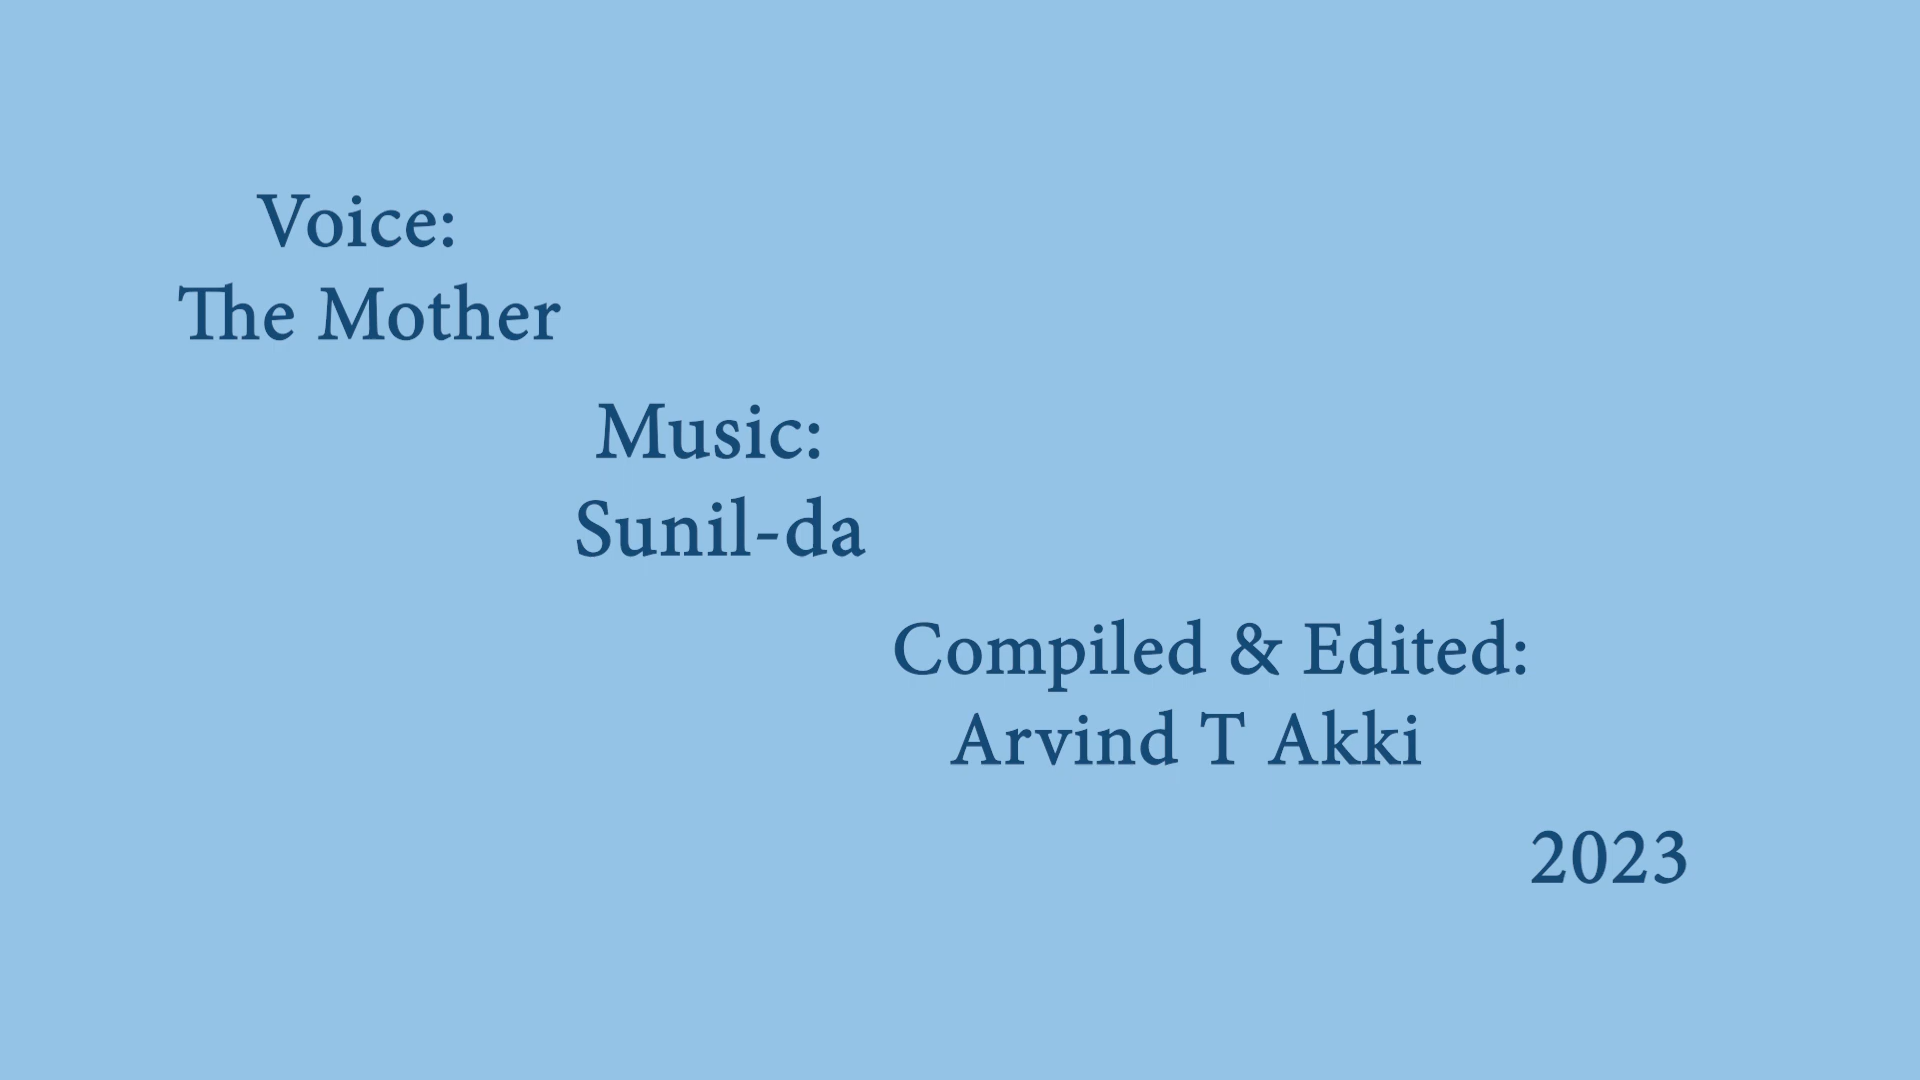 Voice:
The Mother
Music:
Sunil-da
Compiled & Edited:
Arvind T Akki
2023